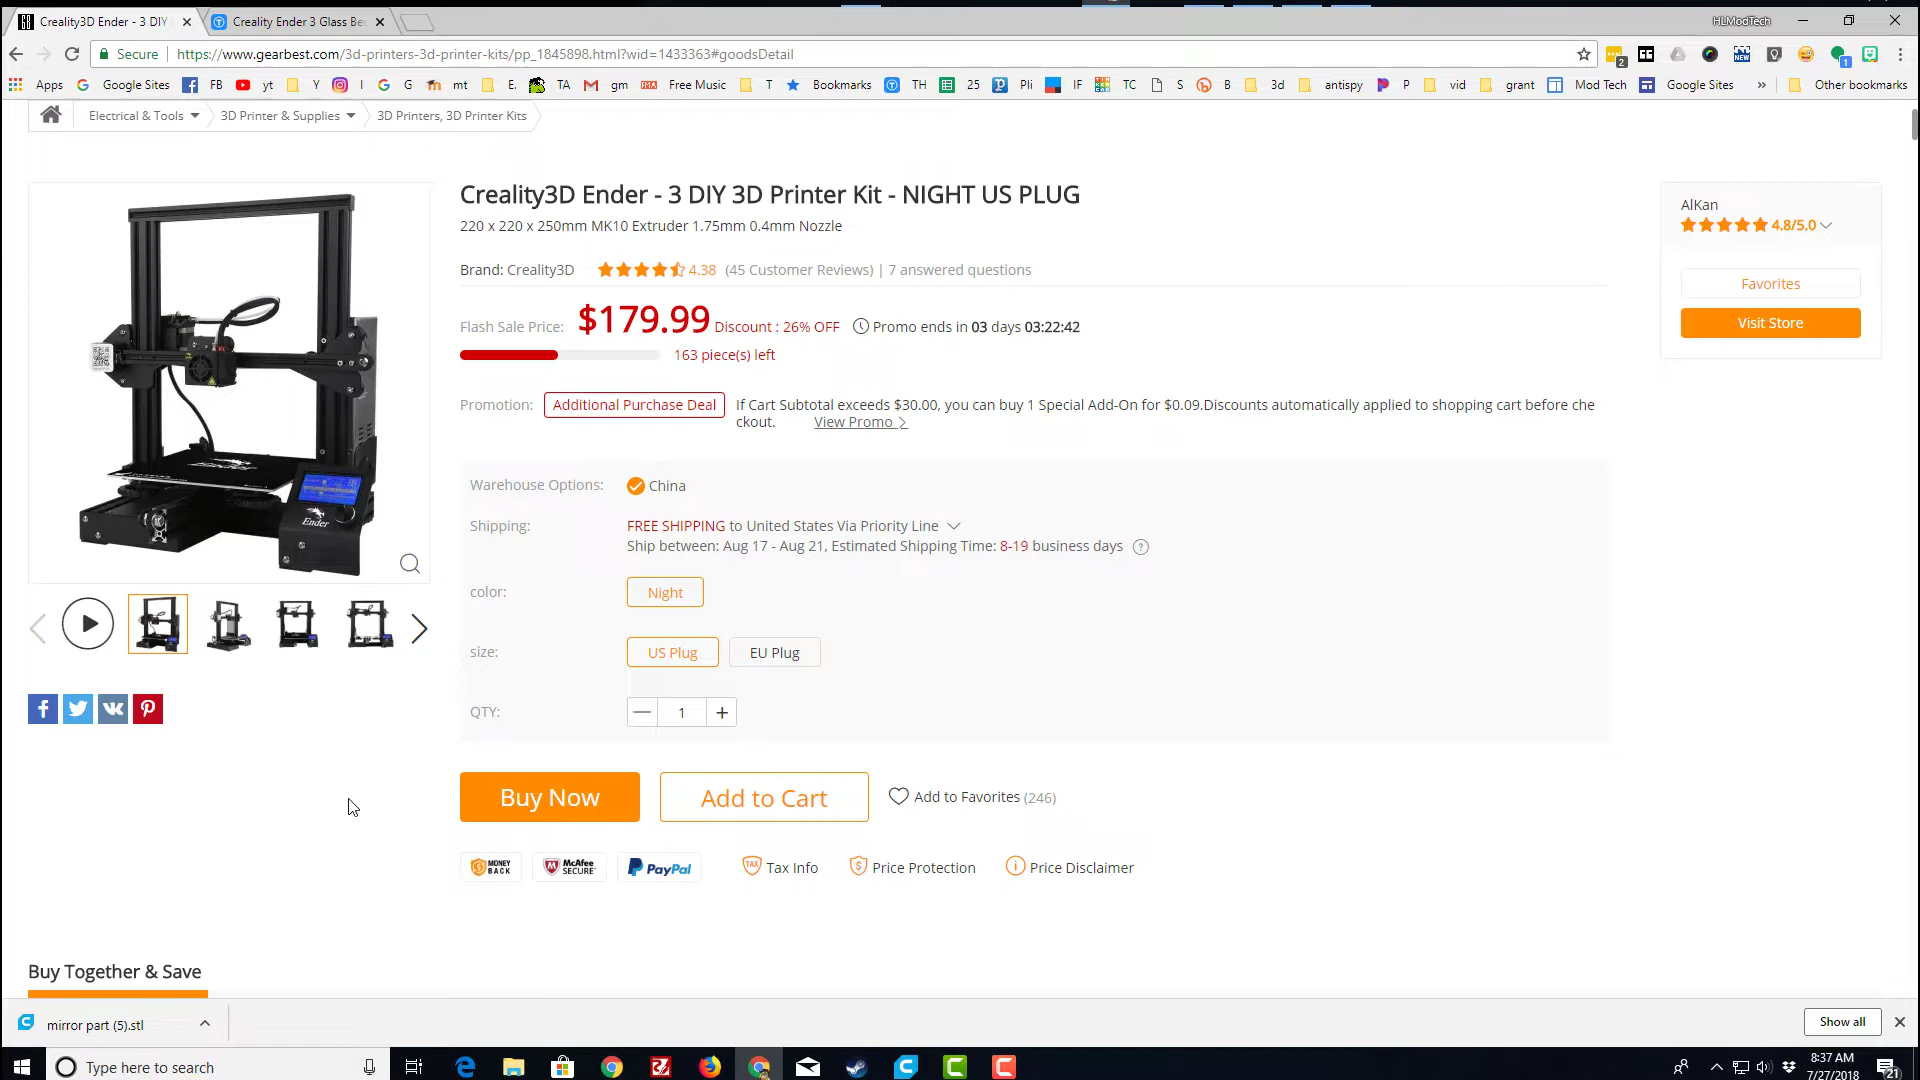 Creality3D Ender - 3 DIY
Creality Ender 3 Glass Be
HLModTech
Secure
https://www.gearbest.com/3d-printers-3d-printer-kits/pp_1845898.html?wid=1433363#goodsDetail
2
1
Apps
Google Sites
FB
yt
Y
I
G
mt
E.
TA
gm
Free Music
T
Bookmarks
TH
25
Pli
IF
TC
S
B
3d
antispy
P
vid
grant
Mod Tech
Google Sites
Other bookmarks
Electrical & Tools
3D Printer & Supplies
3D Printers, 3D Printer Kits
Creality3D Ender - 3 DIY 3D Printer Kit - NIGHT US PLUG
220 x 220 x 250mm MK10 Extruder 1.75mm 0.4mm Nozzle
Brand: Creality3D
4.38 (45 Customer Reviews) | 7 answered questions
AlKan
4.8/5.0
Favorites
Visit Store
Flash Sale Price: $179.99 Discount : 26% OFF Promo ends in 03 days 03:22:42
163 piece(s) left
Promotion: Additional Purchase Deal If Cart Subtotal exceeds $30.00, you can buy 1 Special Add-On for $0.09.Discounts automatically applied to shopping cart before che
ckout. View Promo >
Ender
Ender
Warehouse Options: China
Shipping: FREE SHIPPING to United States Via Priority Line
Ship between: Aug 17 - Aug 21, Estimated Shipping Time: 8-19 business days ?
color: Night
size: US Plug EU Plug
QTY: 1
Buy Now
Add to Cart
Add to Favorites (246)
MONEY BACK
McAfee SECURE
PayPal
TAX Tax Info
Price Protection
Price Disclaimer
Buy Together & Save
mirror part (5).stl
Show all
Type here to search
8:37 AM
7/27/2018
21